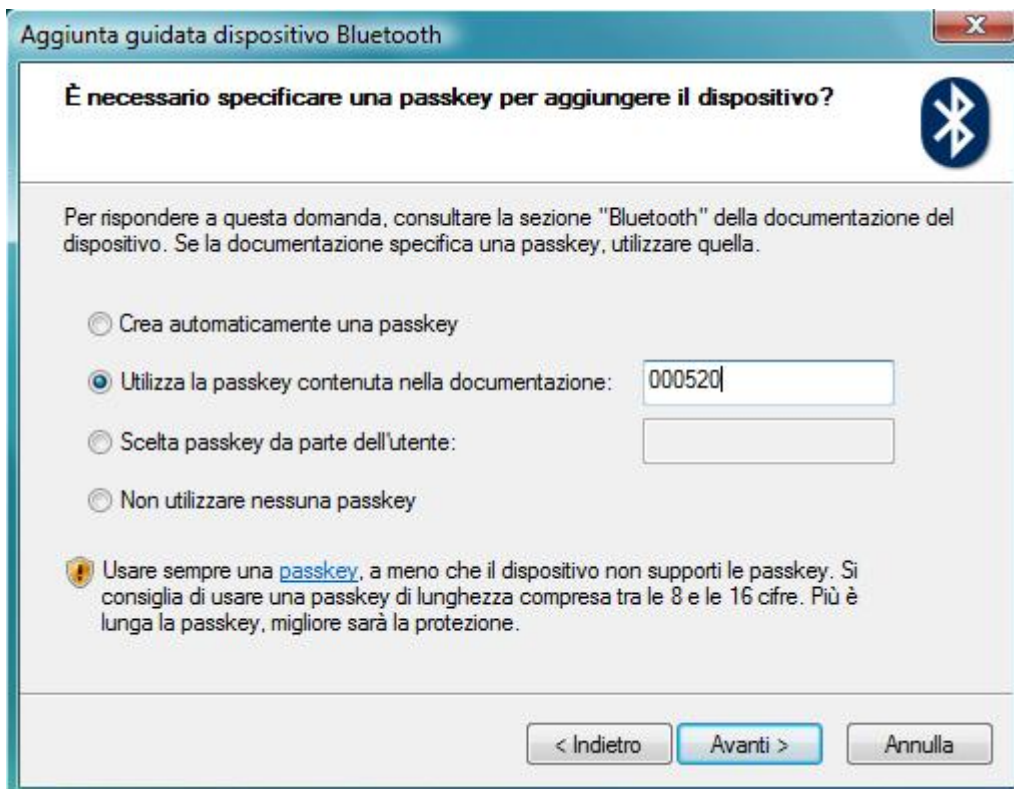 Aggiunta guidata dispositivo Bluetooth
È necessario specificare una passkey per aggiungere il dispositivo?
Per rispondere a questa domanda, consultare la sezione "Bluetooth" della documentazione del
dispositivo. Se la documentazione specifica una passkey, utilizzare quella.
Crea automaticamente una passkey
Utilizza la passkey contenuta nella documentazione: 000520
Scelta passkey da parte dell'utente:
Non utilizzare nessuna passkey
Usare sempre una passkey, a meno che il dispositivo non supporti le passkey. Si
consiglia di usare una passkey di lunghezza compresa tra le 8 e le 16 cifre. Più è
lunga la passkey, migliore sarà la protezione.
< Indietro Avanti > Annulla